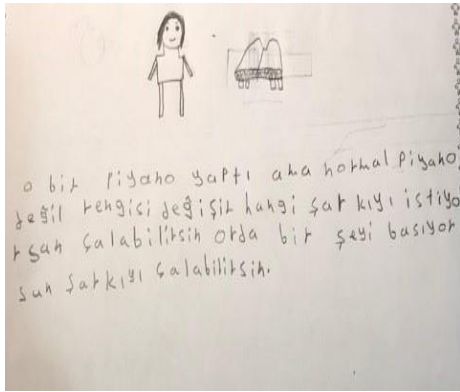 o bir piyano yaptı ama normal piyano
değil rengisi değişir hangi şarkıyı istiyo
rsan çalabilirsin orda bir şeyi basıyor
sun şarkıyı çalabilirsin.